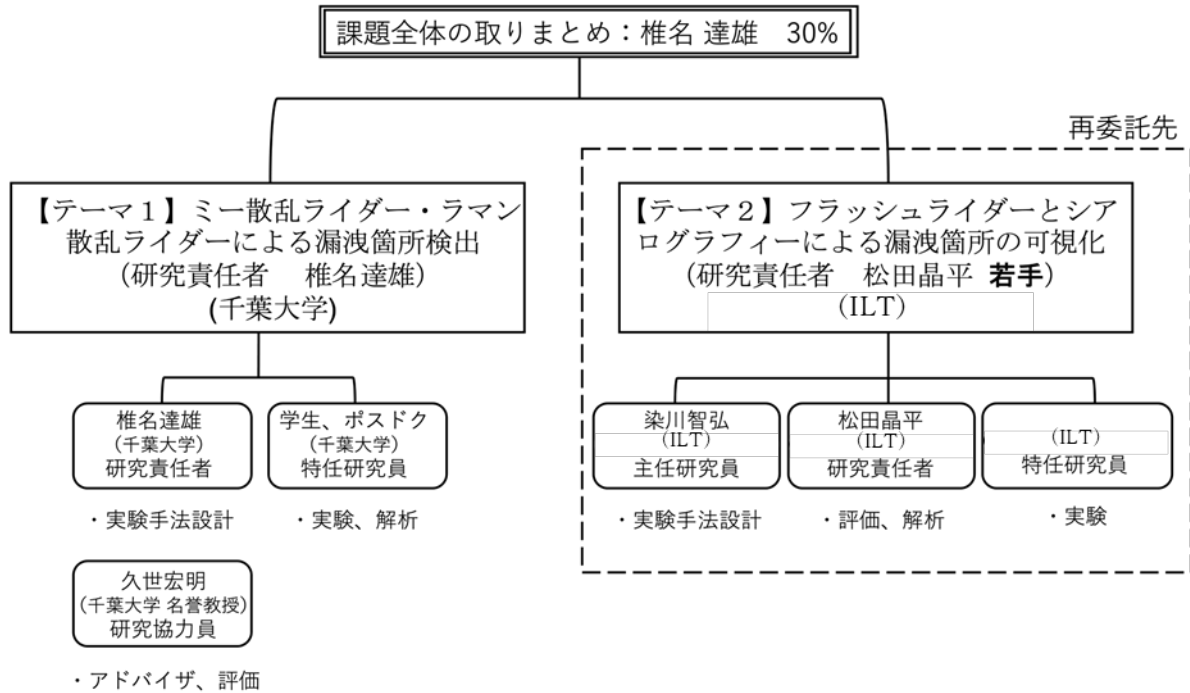 課題全体の取りまとめ：椎名 達雄　30%
再委託先
【テーマ１】ミー散乱ライダー・ラマン
散乱ライダーによる漏洩箇所検出
（研究責任者　椎名達雄）
(千葉大学)
【テーマ２】フラッシュライダーとシア
ログラフィーによる漏洩箇所の可視化
（研究責任者　松田晶平 若手）
（ILT）
椎名達雄
(千葉大学)
研究責任者
・実験手法設計
学生、ポスドク
(千葉大学)
特任研究員
・実験、解析
染川智弘
(ILT)
主任研究員
・実験手法設計
松田晶平
(ILT)
研究責任者
・評価、解析
(ILT)
特任研究員
・実験
久世宏明
(千葉大学 名誉教授)
研究協力員
・アドバイザ、評価